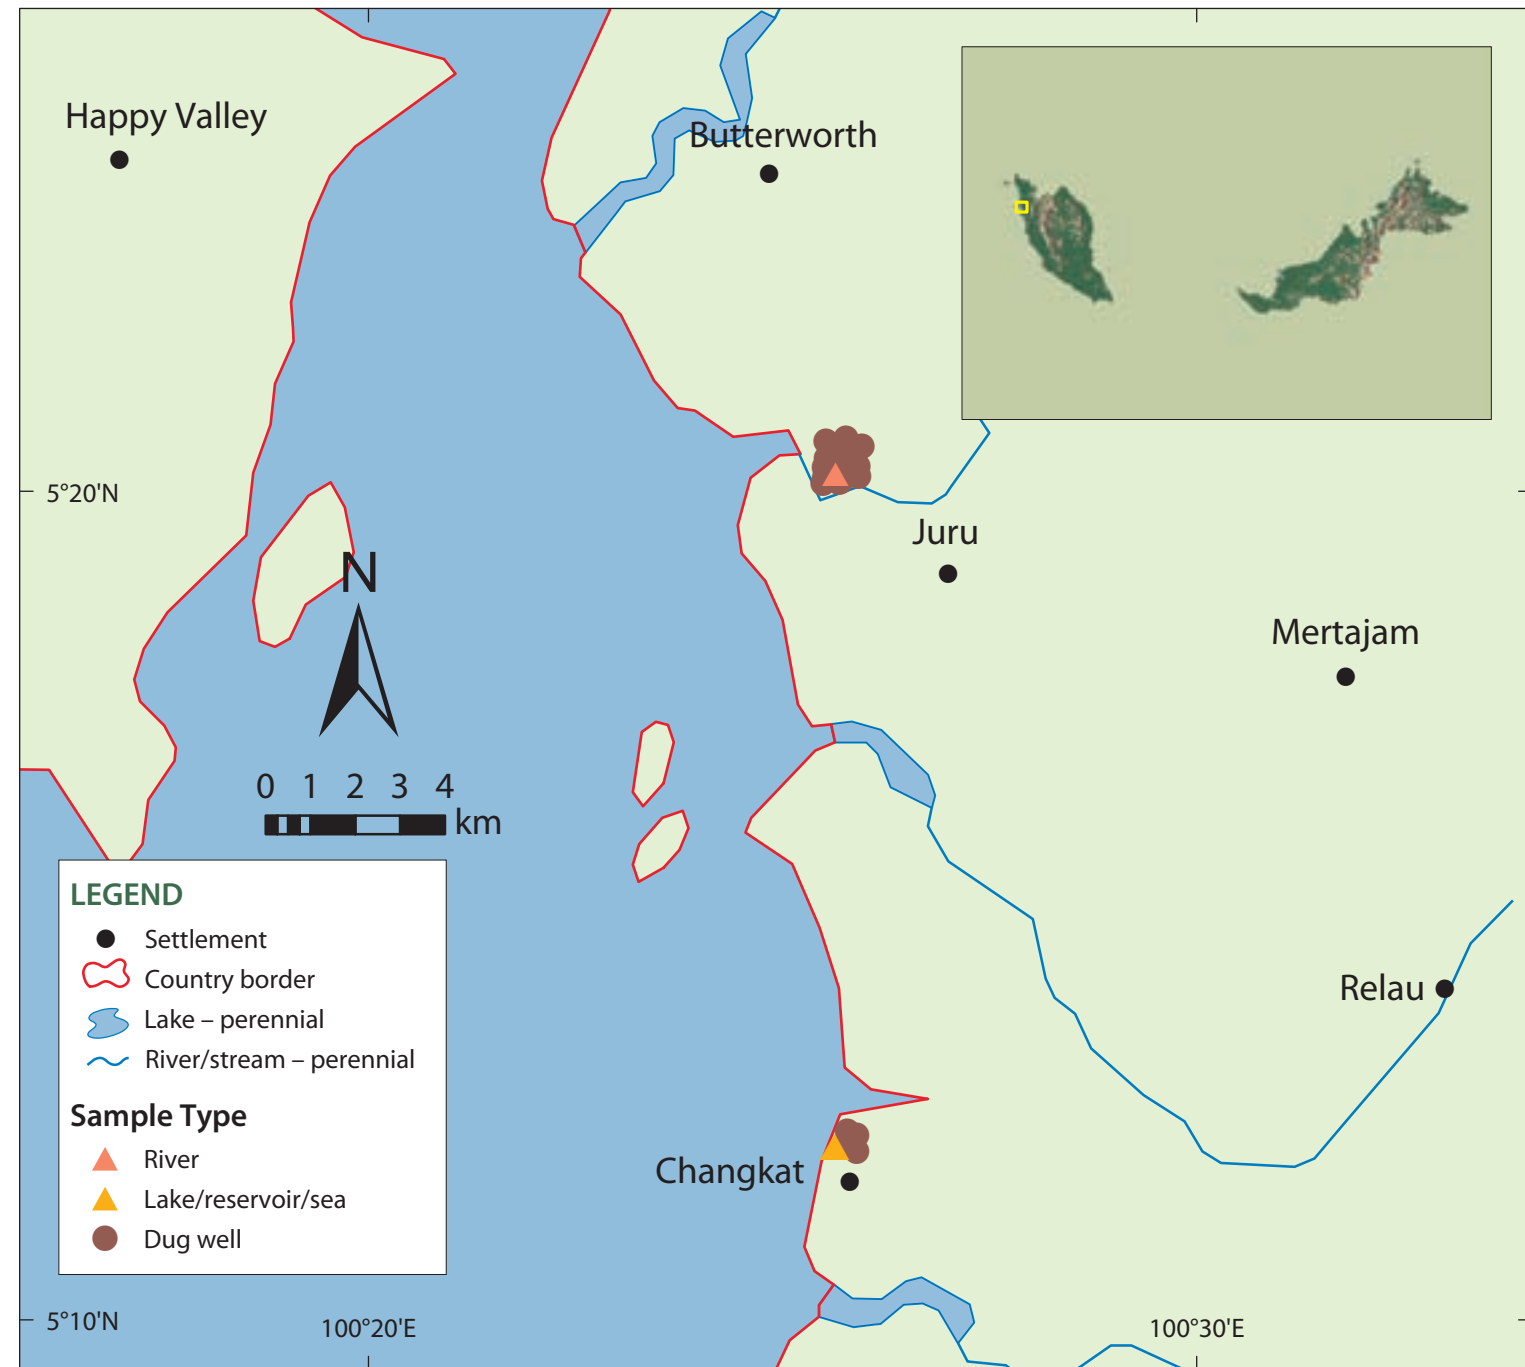 Happy Valley
Butterworth
5°20'N
Juru
N
Mertajam
0 1 2 3 4
km
LEGEND
Settlement
Country border
Lake – perennial
River/stream – perennial
Sample Type
River
Lake/reservoir/sea
Dug well
Relau
Changkat
5°10'N
100°20'E
100°30'E